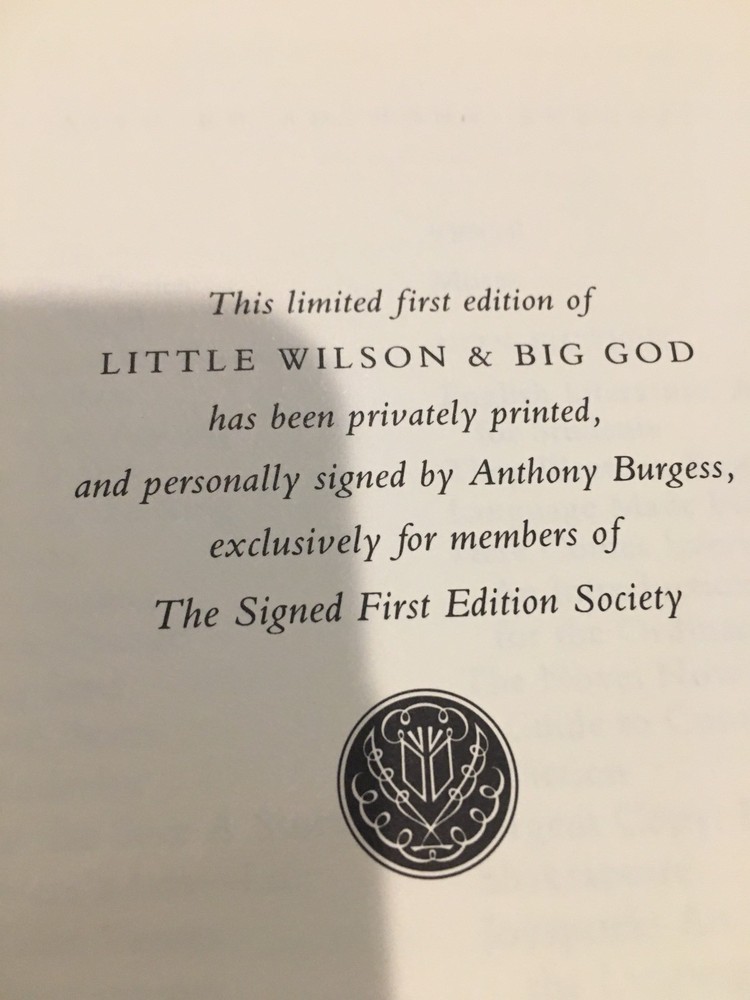 This limited first edition of
LITTLE WILSON & BIG GOD
has been privately printed,
and personally signed by Anthony Burgess,
exclusively for members of
The Signed First Edition Society